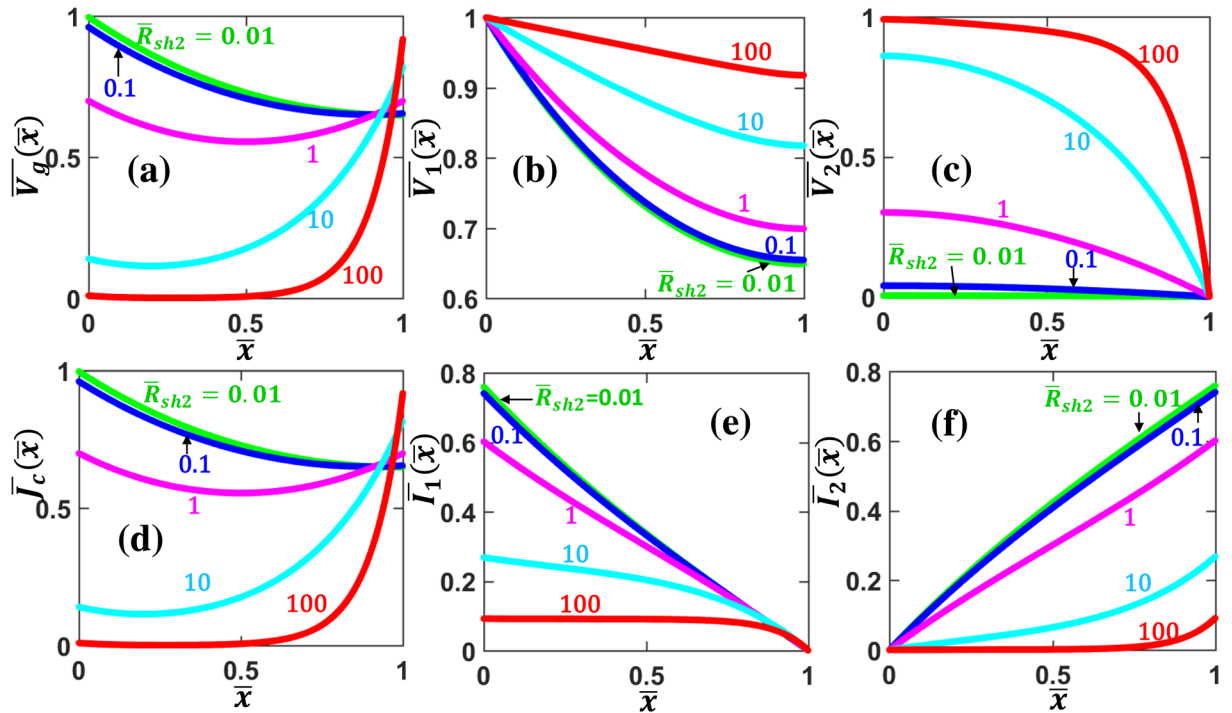 1
0.5
0
0
0.5
1
V̅g(x̅)
x̅
(a)
R̅sh2 = 0.01
0.1
1
10
100
1
0.9
0.8
0.7
0.6
0
0.5
1
V̅1(x̅)
x̅
(b)
100
10
1
0.1
R̅sh2 = 0.01
1
0.5
0
0
0.5
1
V̅2(x̅)
x̅
(c)
100
10
1
R̅sh2 = 0.01
0.1
1
0.5
0
0
0.5
1
J̅c(x̅)
x̅
(d)
R̅sh2 = 0.01
0.1
1
10
100
0.8
0.6
0.4
0.2
0
0
0.5
1
I̅1(x̅)
x̅
(e)
R̅sh2=0.01
0.1
1
10
100
0.8
0.6
0.4
0.2
0
0
0.5
1
I̅2(x̅)
x̅
(f)
R̅sh2 = 0.01
0.1
1
10
100